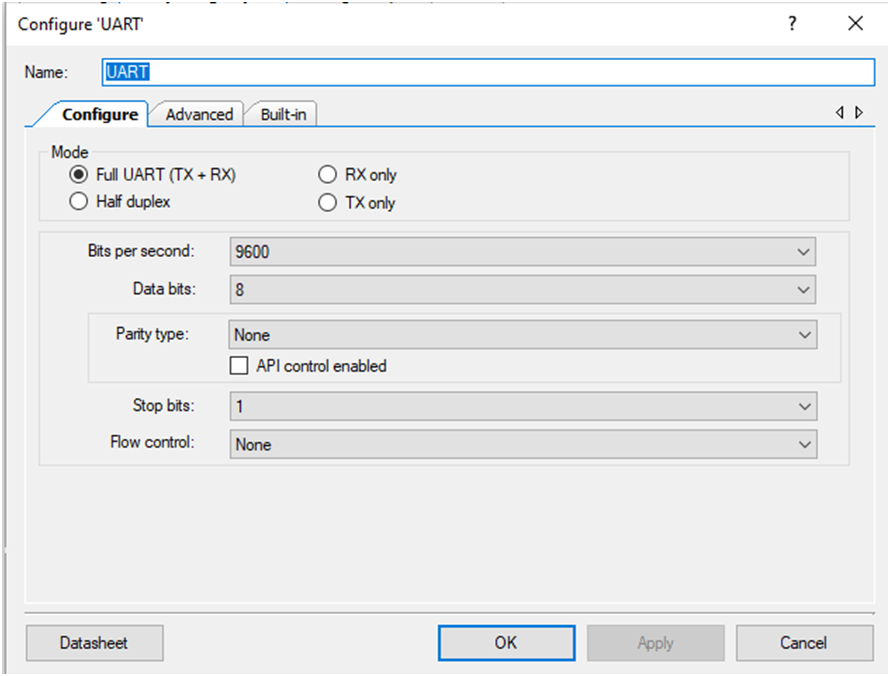 Configure 'UART'
?
Name: UART
Configure Advanced Built-in
Mode
Full UART (TX + RX) RX only
Half duplex TX only
Bits per second: 9600
Data bits: 8
Parity type: None
API control enabled
Stop bits: 1
Flow control: None
Datasheet OK Apply Cancel